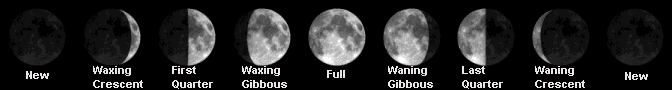 New
Waxing
Crescent
First
Quarter
Waxing
Gibbous
Full
Waning
Gibbous
Last
Quarter
Waning
Crescent
New